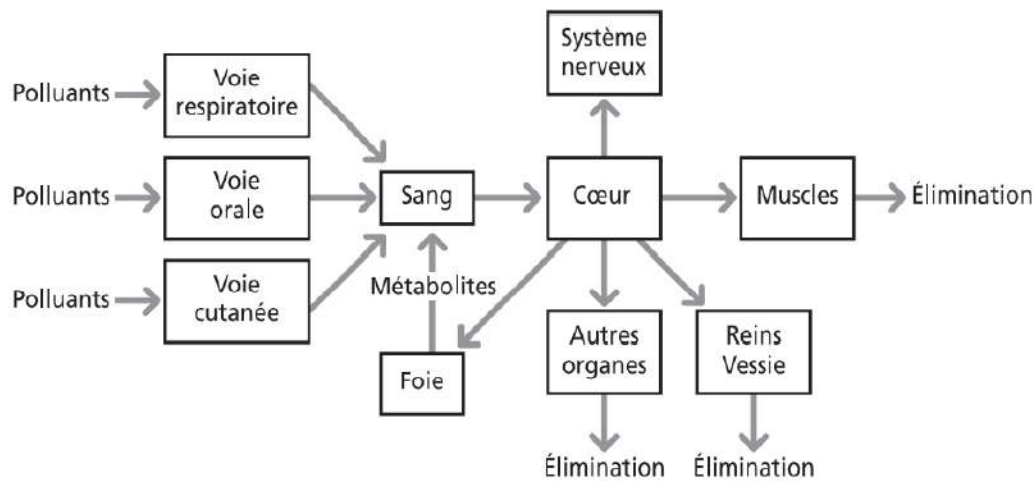 Système
nerveux
Polluants
Voie
respiratoire
Polluants
Voie
orale
Sang
Cœur
Muscles
Élimination
Métabolites
Polluants
Voie
cutanée
Foie
Autres
organes
Reins
Vessie
Élimination
Élimination